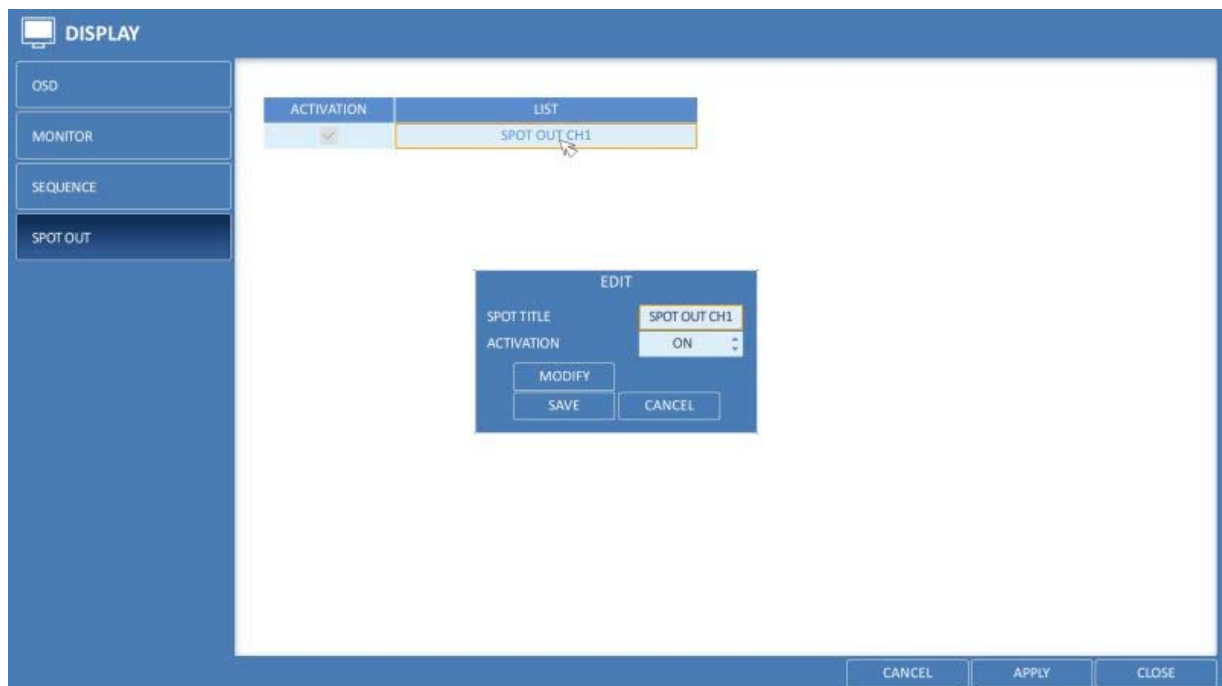 DISPLAY
OSD
MONITOR
SEQUENCE
SPOT OUT
ACTIVATION LIST
SPOT OUT CH1
EDIT
SPOT TITLE SPOT OUT CH1
ACTIVATION ON
MODIFY
SAVE CANCEL
CANCEL APPLY CLOSE